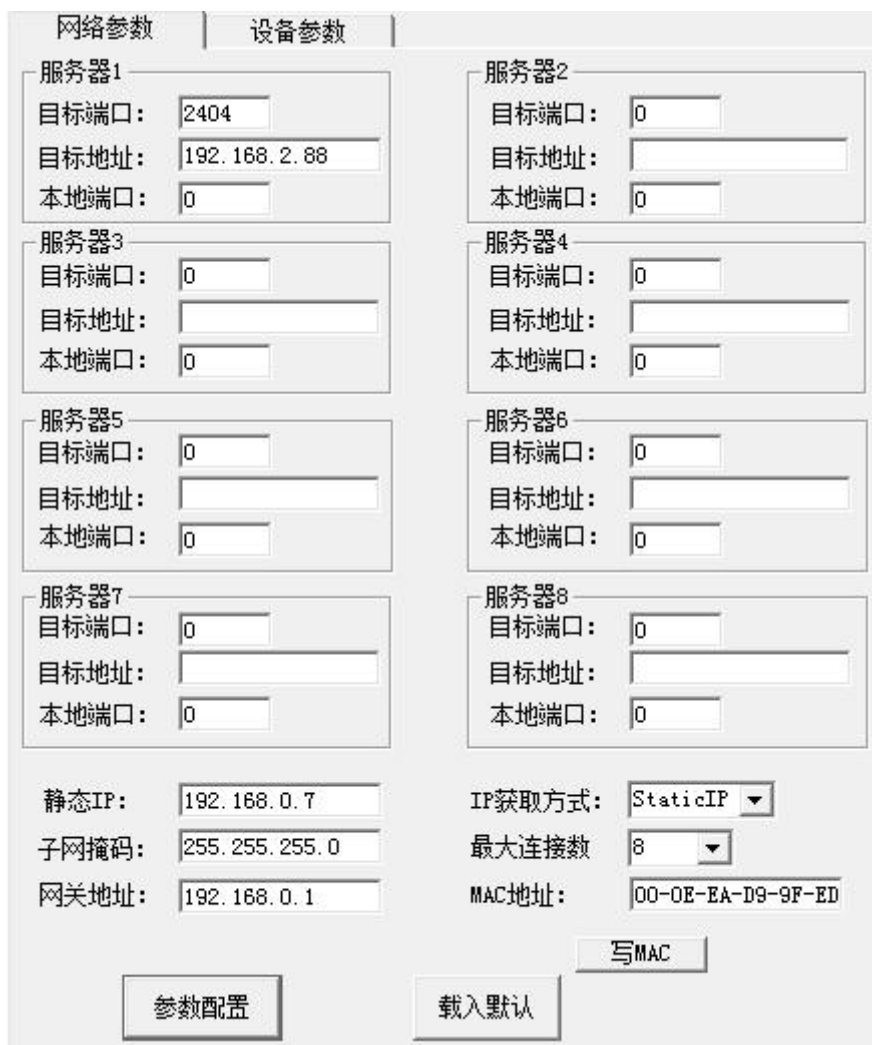 网络参数 设备参数
服务器1 服务器2
目标端口: 2404 目标端口: 0
目标地址: 192.168.2.88 目标地址:
本地端口: 0 本地端口: 0
服务器3 服务器4
目标端口: 0 目标端口: 0
目标地址: 目标地址:
本地端口: 0 本地端口: 0
服务器5 服务器6
目标端口: 0 目标端口: 0
目标地址: 目标地址:
本地端口: 0 本地端口: 0
服务器7 服务器8
目标端口: 0 目标端口: 0
目标地址: 目标地址:
本地端口: 0 本地端口: 0
静态IP: 192.168.0.7 IP获取方式: StaticIP
子网掩码: 255.255.255.0 最大连接数 8
网关地址: 192.168.0.1 MAC地址: 00-0E-EA-D9-9F-ED
写MAC
参数配置 载入默认